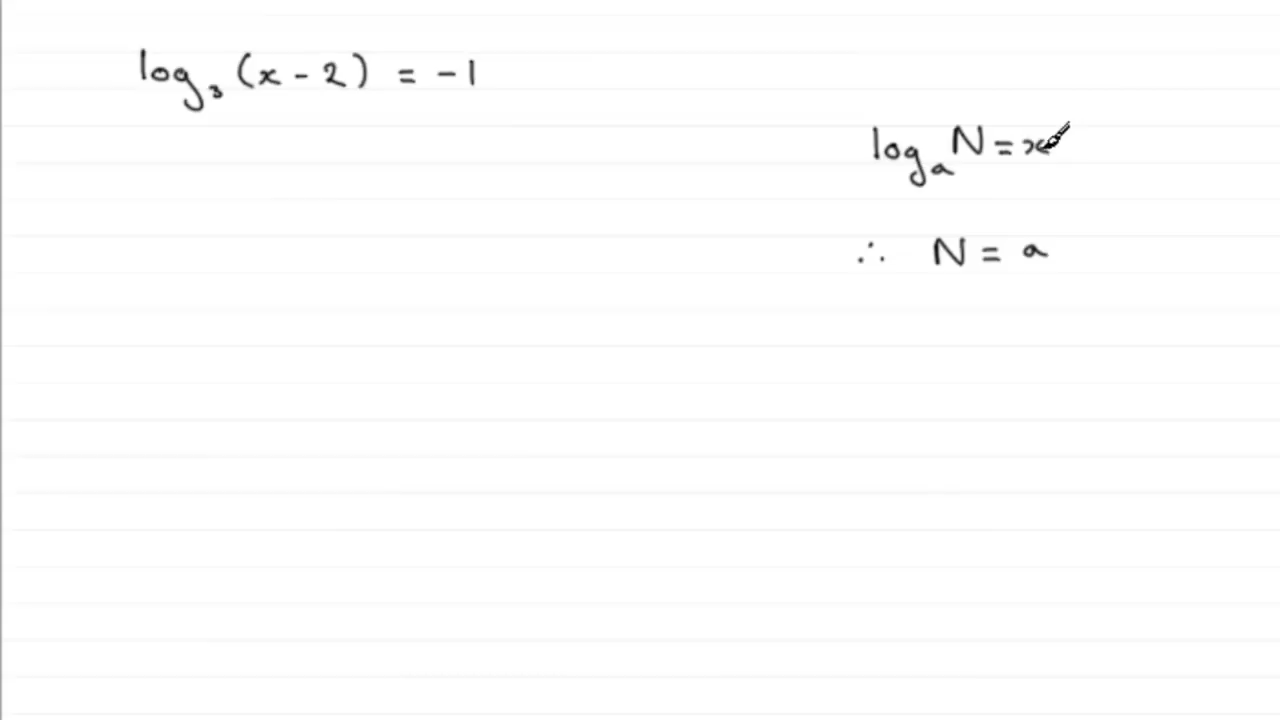 log₃ (x - 2) = -1
logₐ N = x
∴ N = a